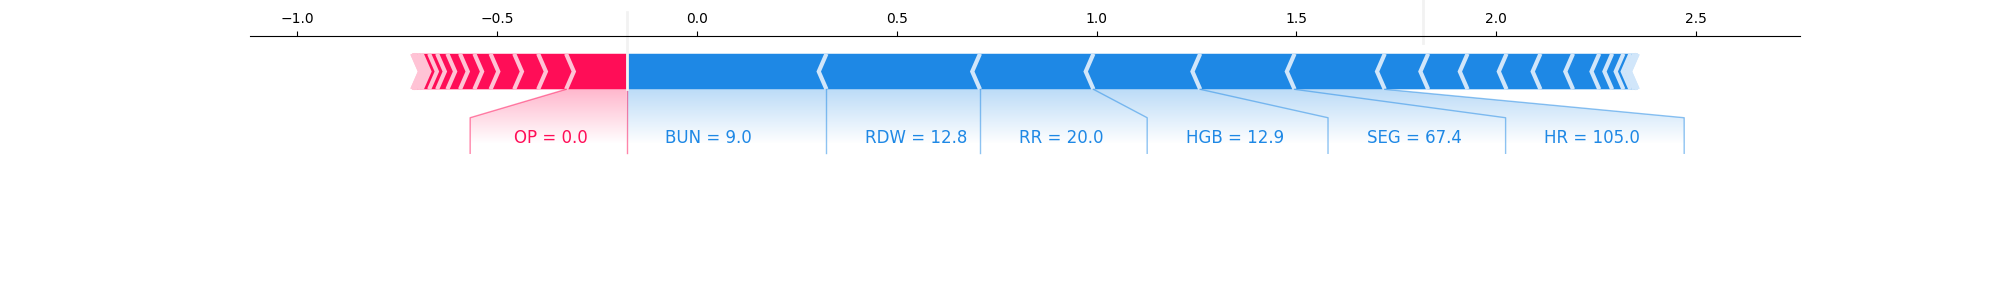 −1.0 −0.5 0.0 0.5 1.0 1.5 2.0 2.5
OP = 0.0 BUN = 9.0 RDW = 12.8 RR = 20.0 HGB = 12.9 SEG = 67.4 HR = 105.0